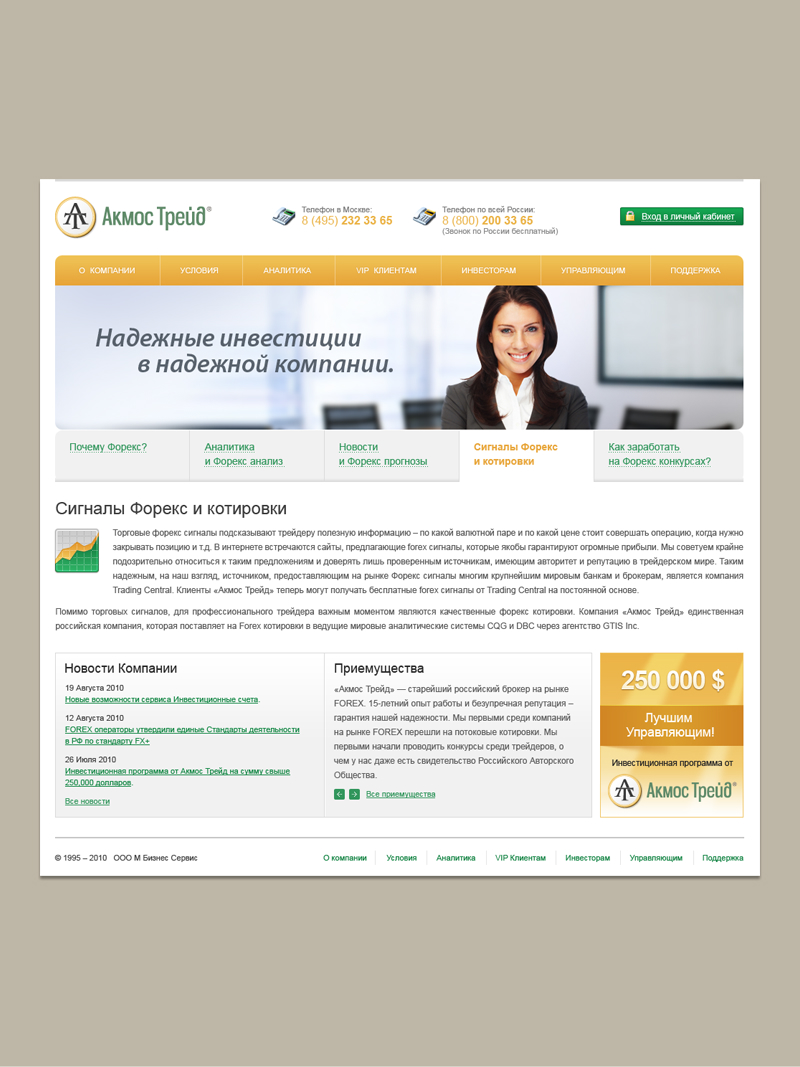 АТ Акмос Трейд®
Телефон в Москве:
8 (495) 232 33 65
Телефон по всей России:
8 (800) 200 33 65
(Звонок по России бесплатный)
Вход в личный кабинет
О КОМПАНИИ
УСЛОВИЯ
АНАЛИТИКА
VIP КЛИЕНТАМ
ИНВЕСТОРАМ
УПРАВЛЯЮЩИМ
ПОДДЕРЖКА
Надежные инвестиции
в надежной компании.
Почему Форекс?
Аналитика
и Форекс анализ
Новости
и Форекс прогнозы
Сигналы Форекс
и котировки
Как заработать
на Форекс конкурсах?
Сигналы Форекс и котировки
Торговые форекс сигналы подсказывают трейдеру полезную информацию – по какой валютной паре и по какой цене стоит совершать операцию, когда нужно
закрывать позицию и т.д. В интернете встречаются сайты, предлагающие forex сигналы, которые якобы гарантируют огромные прибыли. Мы советуем крайне
подозрительно относиться к таким предложениям и доверять лишь проверенным источникам, имеющим авторитет и репутацию в трейдерском мире. Таким
надежным, на наш взгляд, источником, предоставляющим на рынке Форекс сигналы многим крупнейшим мировым банкам и брокерам, является компания
Trading Central. Клиенты «Акмос Трейд» теперь могут получать бесплатные forex сигналы от Trading Central на постоянной основе.
Помимо торговых сигналов, для профессионального трейдера важным моментом являются качественные форекс котировки. Компания «Акмос Трейд» единственная
российская компания, которая поставляет на Forex котировки в ведущие мировые аналитические системы CQG и DBC через агентство GTIS Inc.
Новости Компании
19 Августа 2010
Новые возможности сервиса Инвестиционные счета.
12 Августа 2010
FOREX операторы утвердили единые Стандарты деятельности
в РФ по стандарту FX+
26 Июля 2010
Инвестиционная программа от Акмос Трейд на сумму свыше
250,000 долларов.
Все новости
Приемущества
«Акмос Трейд» — старейший российский брокер на рынке
FOREX. 15-летний опыт работы и безупречная репутация –
гарантия нашей надежности. Мы первыми среди компаний
на рынке FOREX перешли на потоковые котировки. Мы
первыми начали проводить конкурсы среди трейдеров, о
чем у нас даже есть свидетельство Российского Авторского
Общества.
Все приемущества
250 000 $
Лучшим
Управляющим!
Инвестиционная программа от
АТ Акмос Трейд®
© 1995 – 2010 ООО М Бизнес Сервис
О компании
Условия
Аналитика
VIP Клиентам
Инвесторам
Управляющим
Поддержка